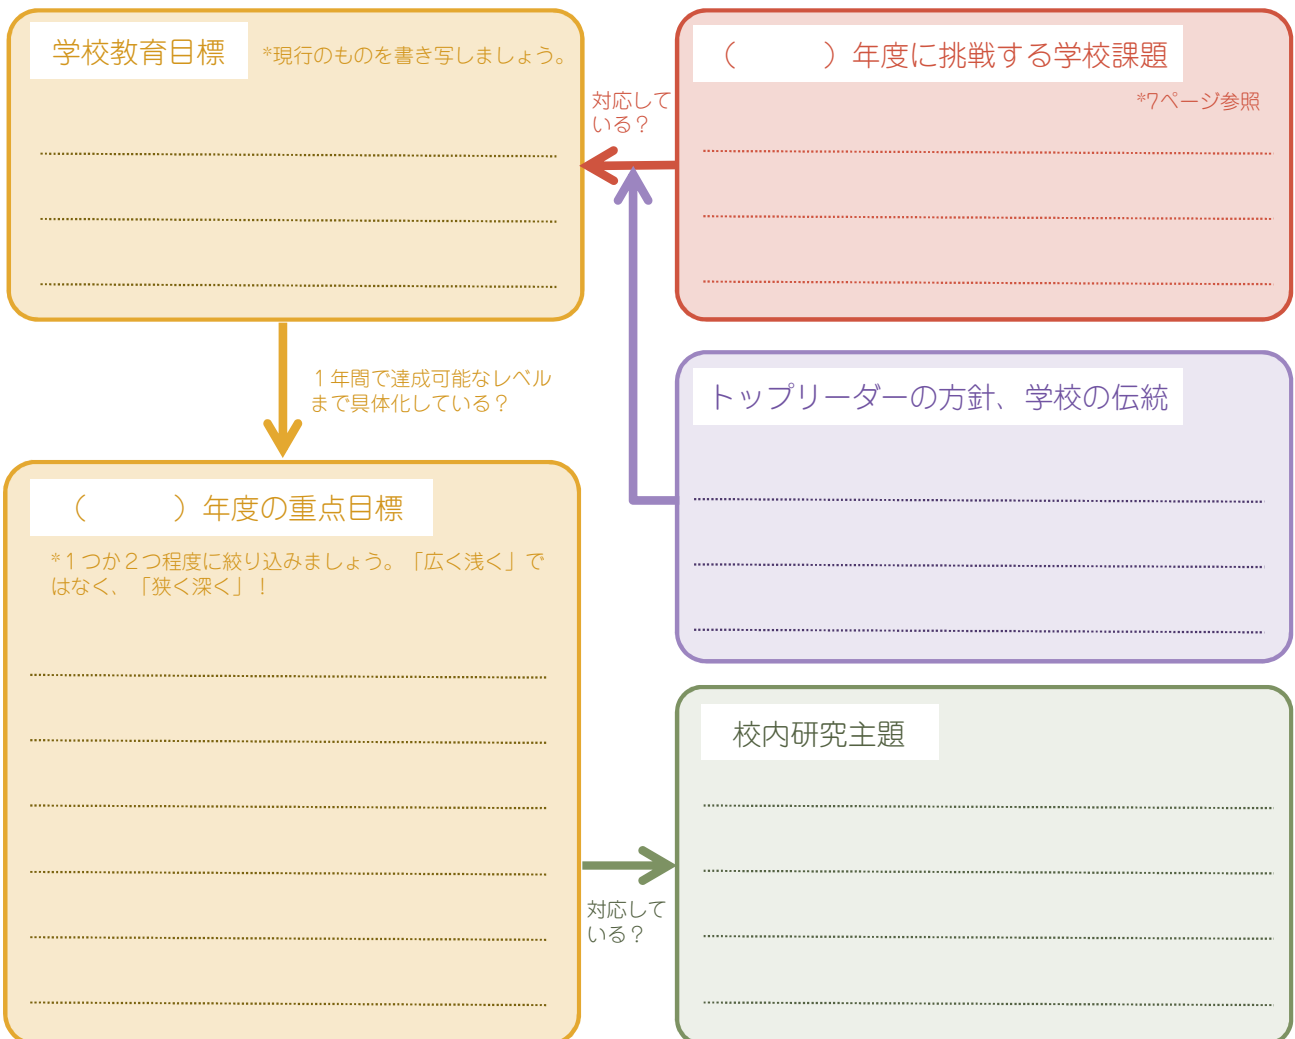 学校教育目標
*現行のものを書き写しましょう。
（　　　）年度に挑戦する学校課題
*7ページ参照
対応して
いる？
１年間で達成可能なレベル
まで具体化している？
トップリーダーの方針、学校の伝統
（　　　）年度の重点目標
*１つか２つ程度に絞り込みましょう。「広く浅く」で
はなく、「狭く深く」！
校内研究主題
対応して
いる？